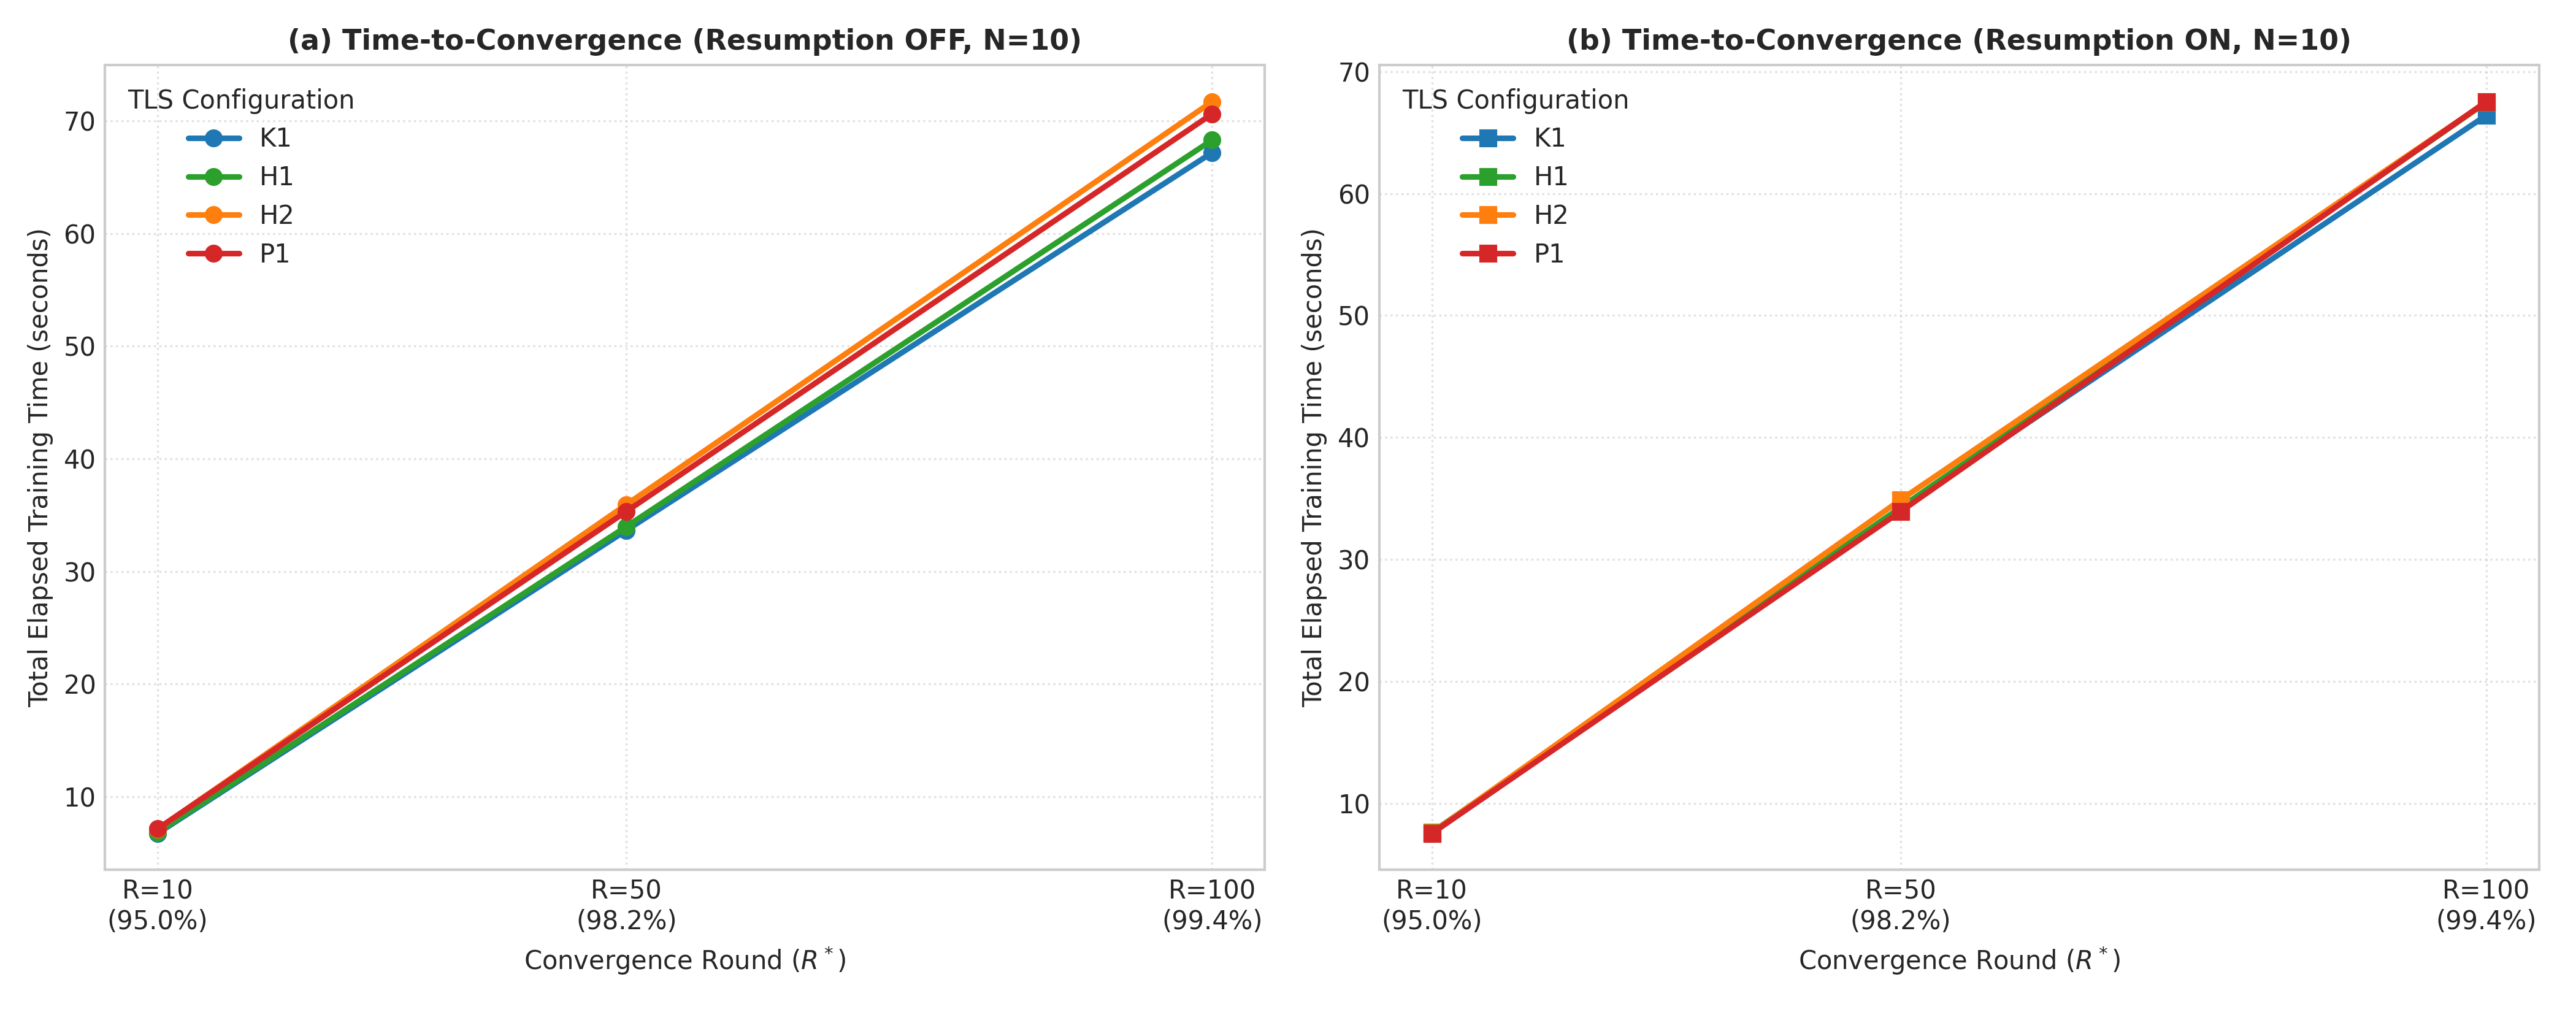 (a) Time-to-Convergence (Resumption OFF, N=10)
Total Elapsed Training Time (seconds)
70
60
50
40
30
20
10
TLS Configuration
K1
H1
H2
P1
R=10
(95.0%)
R=50
(98.2%)
R=100
(99.4%)
Convergence Round (R*)
(b) Time-to-Convergence (Resumption ON, N=10)
Total Elapsed Training Time (seconds)
70
60
50
40
30
20
10
TLS Configuration
K1
H1
H2
P1
R=10
(95.0%)
R=50
(98.2%)
R=100
(99.4%)
Convergence Round (R*)